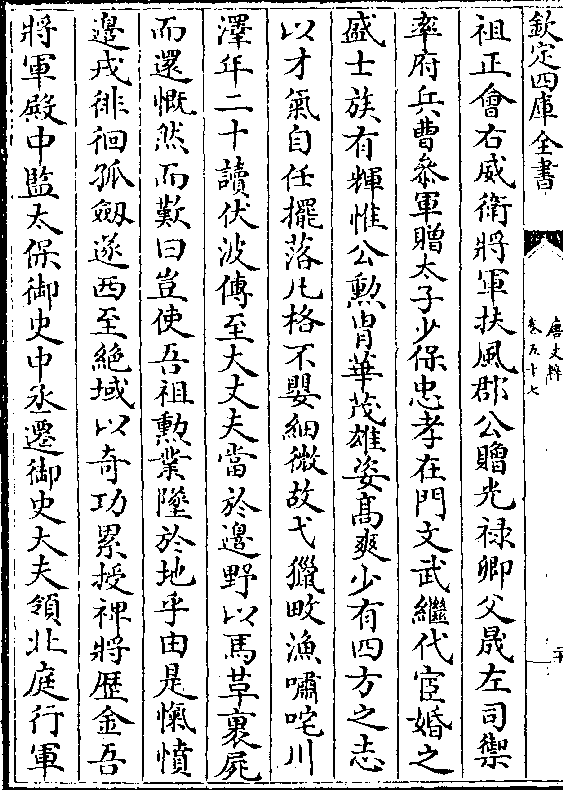 欽定四庫全書
唐文粹
卷五十七
二十
祖正會右威衛將軍扶風郡公贈光禄卿父晟左司禦
率府兵曹叅軍贈太子少保忠孝在門文武繼代宦婚之
盛士族有輝惟公勲胄華茂雄姿髙爽少有四方之志
以才氣自任擺落凡格不嬰細微故弋獵畋漁嘯咤川
澤年二十讀伏波傳至大丈夫當於邊野以馬革裹屍
而還慨然而歎曰豈使吾祖勲業墜於地乎由是慨憤
邊戎徘徊孤劔遂西至絶域以奇功累授裨將歴金吾
將軍殿中監太保御史中丞遷御史大夫領北庭行軍